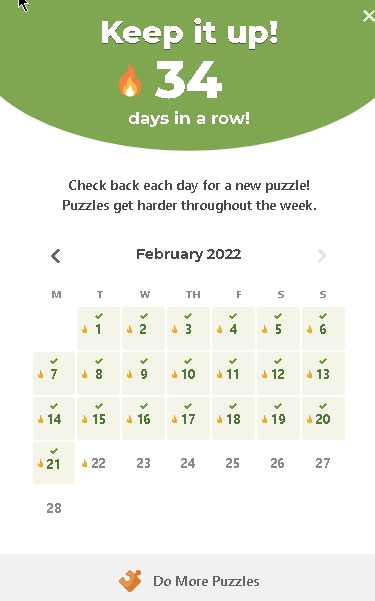 Keep it up!
34
days in a row!
Check back each day for a new puzzle!
Puzzles get harder throughout the week.
February 2022
M T W TH F S S
1 2 3 4 5 6
7 8 9 10 11 12 13
14 15 16 17 18 19 20
21 22 23 24 25 26 27
28
Do More Puzzles